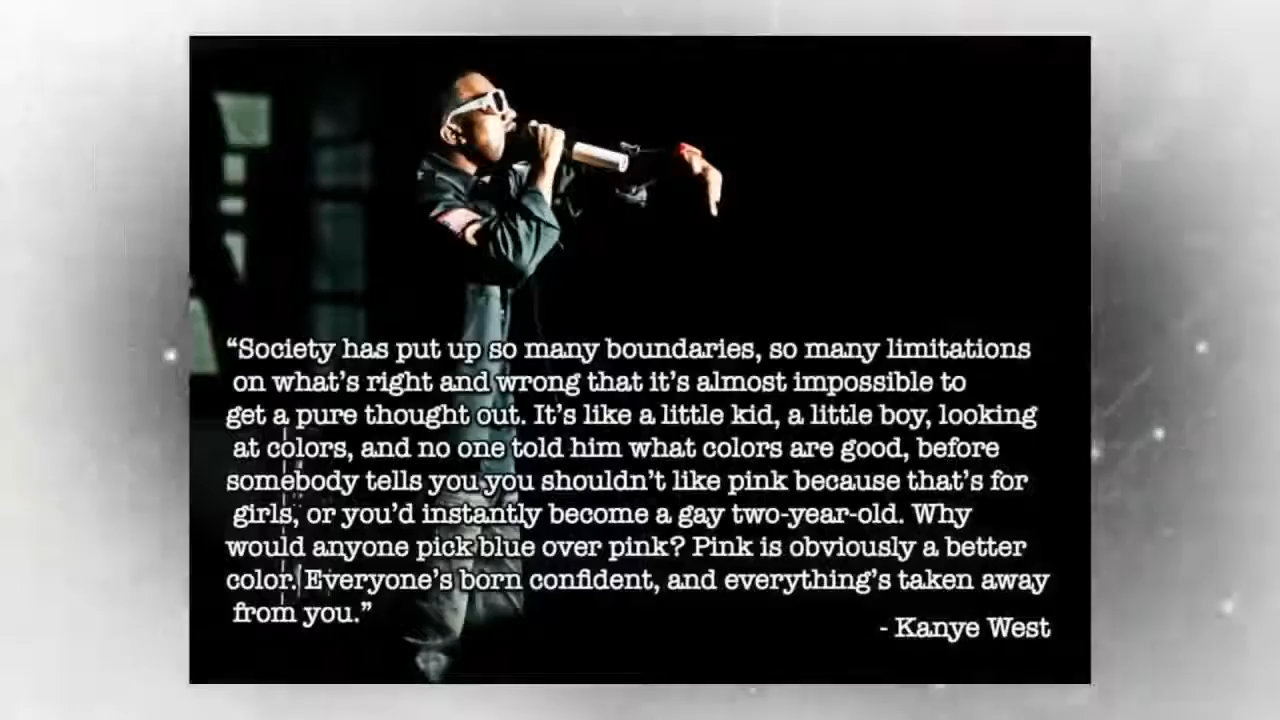 “Society has put up so many boundaries, so many limitations
on what’s right and wrong that it’s almost impossible to
get a pure thought out. It’s like a little kid, a little boy, looking
at colors, and no one told him what colors are good, before
somebody tells you you shouldn’t like pink because that’s for
girls, or you’d instantly become a gay two-year-old. Why
would anyone pick blue over pink? Pink is obviously a better
color. Everyone’s born confident, and everything’s taken away
from you.”
- Kanye West